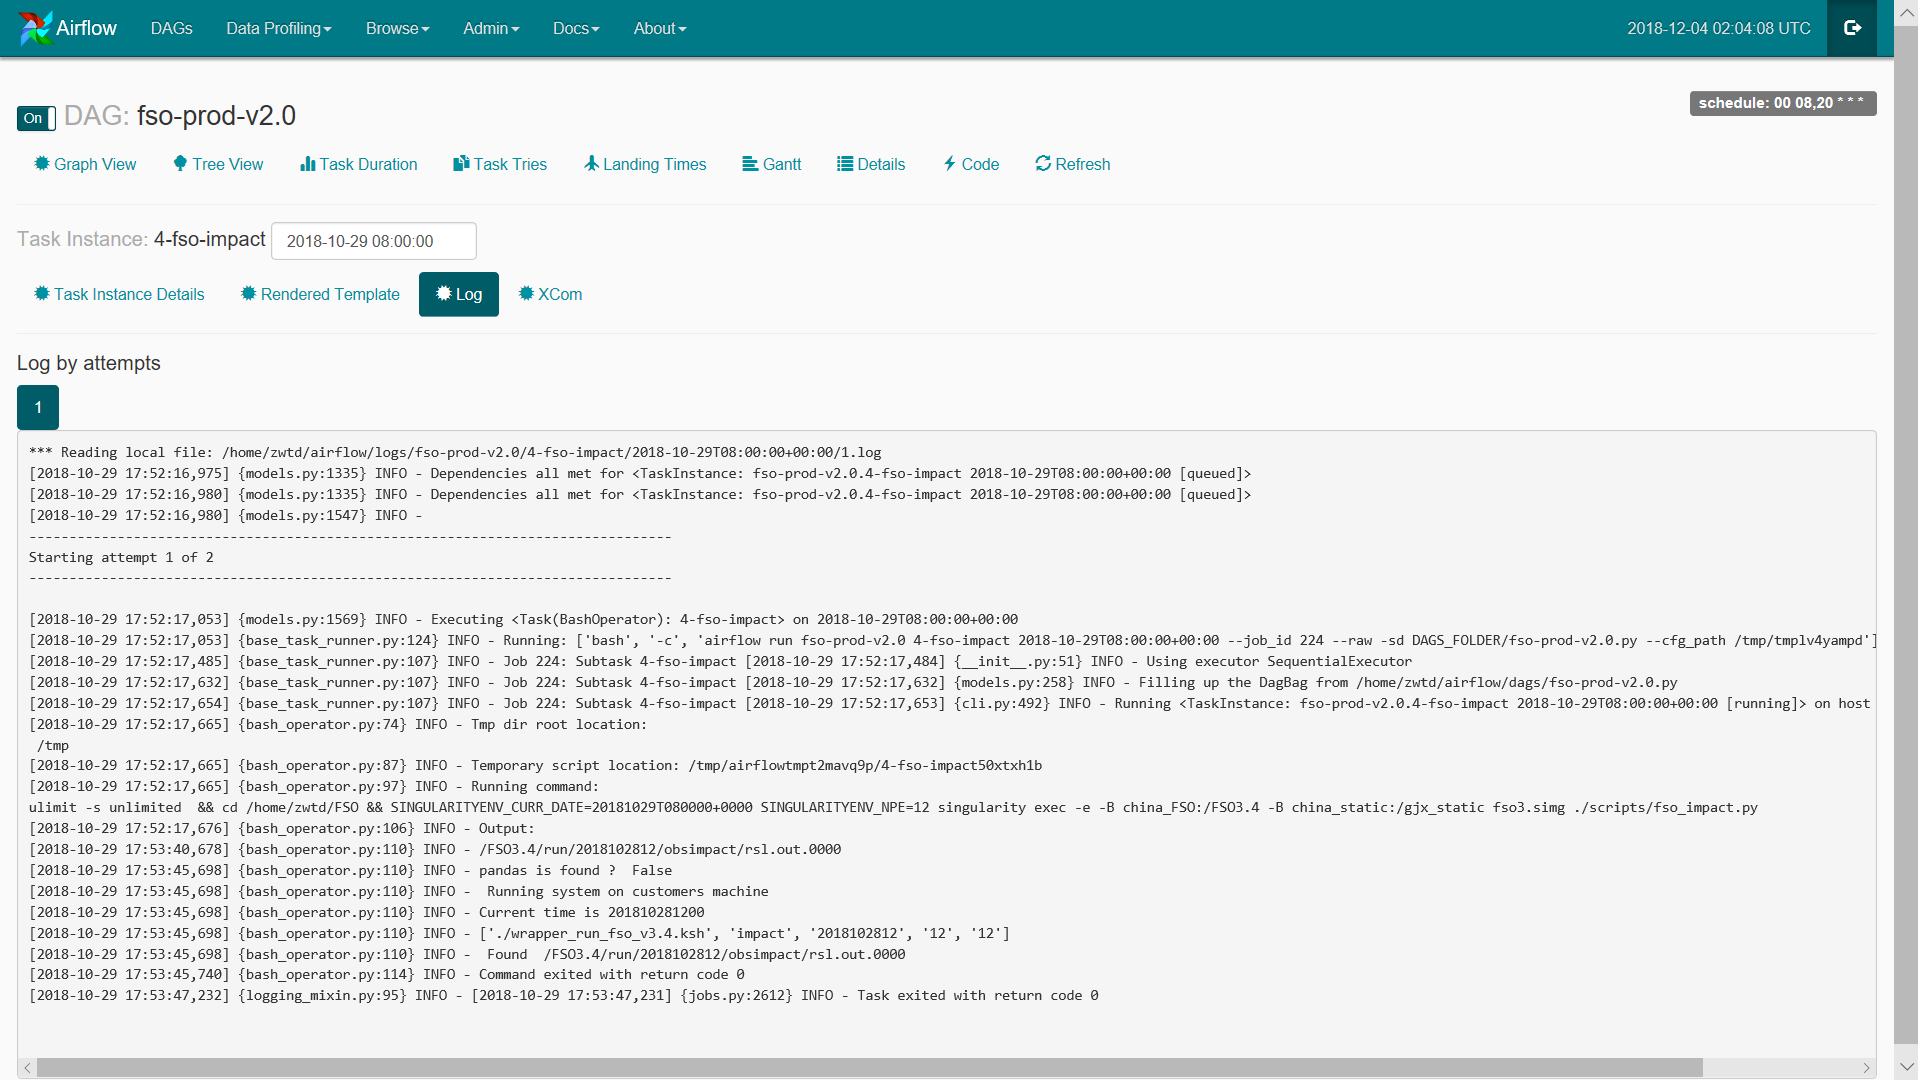 Airflow DAGs Data Profiling Browse Admin Docs About 2018-12-04 02:04:08 UTC
On DAG: fso-prod-v2.0 schedule: 00 08,20 * * *
Graph View Tree View Task Duration Task Tries Landing Times Gantt Details Code Refresh
Task Instance: 4-fso-impact 2018-10-29 08:00:00
Task Instance Details Rendered Template Log XCom
Log by attempts
1
*** Reading local file: /home/zwtd/airflow/logs/fso-prod-v2.0/4-fso-impact/2018-10-29T08:00:00+00:00/1.log
[2018-10-29 17:52:16,975] {models.py:1335} INFO - Dependencies all met for <TaskInstance: fso-prod-v2.0.4-fso-impact 2018-10-29T08:00:00+00:00 [queued]>
[2018-10-29 17:52:16,980] {models.py:1335} INFO - Dependencies all met for <TaskInstance: fso-prod-v2.0.4-fso-impact 2018-10-29T08:00:00+00:00 [queued]>
[2018-10-29 17:52:16,980] {models.py:1547} INFO -
--------------------------------------------------------------------------------
Starting attempt 1 of 2
--------------------------------------------------------------------------------
[2018-10-29 17:52:17,053] {models.py:1569} INFO - Executing <Task(BashOperator): 4-fso-impact> on 2018-10-29T08:00:00+00:00
[2018-10-29 17:52:17,053] {base_task_runner.py:124} INFO - Running: ['bash', '-c', 'airflow run fso-prod-v2.0 4-fso-impact 2018-10-29T08:00:00+00:00 --job_id 224 --raw -sd DAGS_FOLDER/fso-prod-v2.0.py --cfg_path /tmp/tmplv4yampd']
[2018-10-29 17:52:17,485] {base_task_runner.py:107} INFO - Job 224: Subtask 4-fso-impact [2018-10-29 17:52:17,484] {__init__.py:51} INFO - Using executor SequentialExecutor
[2018-10-29 17:52:17,632] {base_task_runner.py:107} INFO - Job 224: Subtask 4-fso-impact [2018-10-29 17:52:17,632] {models.py:258} INFO - Filling up the DagBag from /home/zwtd/airflow/dags/fso-prod-v2.0.py
[2018-10-29 17:52:17,654] {base_task_runner.py:107} INFO - Job 224: Subtask 4-fso-impact [2018-10-29 17:52:17,653] {cli.py:492} INFO - Running <TaskInstance: fso-prod-v2.0.4-fso-impact 2018-10-29T08:00:00+00:00 [running]> on host
[2018-10-29 17:52:17,665] {bash_operator.py:74} INFO - Tmp dir root location:
/tmp
[2018-10-29 17:52:17,665] {bash_operator.py:87} INFO - Temporary script location: /tmp/airflowtmpt2mavq9p/4-fso-impact50xtxh1b
[2018-10-29 17:52:17,665] {bash_operator.py:97} INFO - Running command:
ulimit -s unlimited  && cd /home/zwtd/FSO && SINGULARITYENV_CURR_DATE=20181029T080000+0000 SINGULARITYENV_NPE=12 singularity exec -e -B china_FSO:/FSO3.4 -B china_static:/gjx_static fso3.simg ./scripts/fso_impact.py
[2018-10-29 17:52:17,676] {bash_operator.py:106} INFO - Output:
[2018-10-29 17:53:40,678] {bash_operator.py:110} INFO - /FSO3.4/run/2018102812/obsimpact/rsl.out.0000
[2018-10-29 17:53:45,698] {bash_operator.py:110} INFO - pandas is found ?  False
[2018-10-29 17:53:45,698] {bash_operator.py:110} INFO -  Running system on customers machine
[2018-10-29 17:53:45,698] {bash_operator.py:110} INFO - Current time is 201810281200
[2018-10-29 17:53:45,698] {bash_operator.py:110} INFO - ['./wrapper_run_fso_v3.4.ksh', 'impact', '2018102812', '12', '12']
[2018-10-29 17:53:45,698] {bash_operator.py:110} INFO -  Found  /FSO3.4/run/2018102812/obsimpact/rsl.out.0000
[2018-10-29 17:53:45,740] {bash_operator.py:114} INFO - Command exited with return code 0
[2018-10-29 17:53:47,232] {logging_mixin.py:95} INFO - [2018-10-29 17:53:47,231] {jobs.py:2612} INFO - Task exited with return code 0